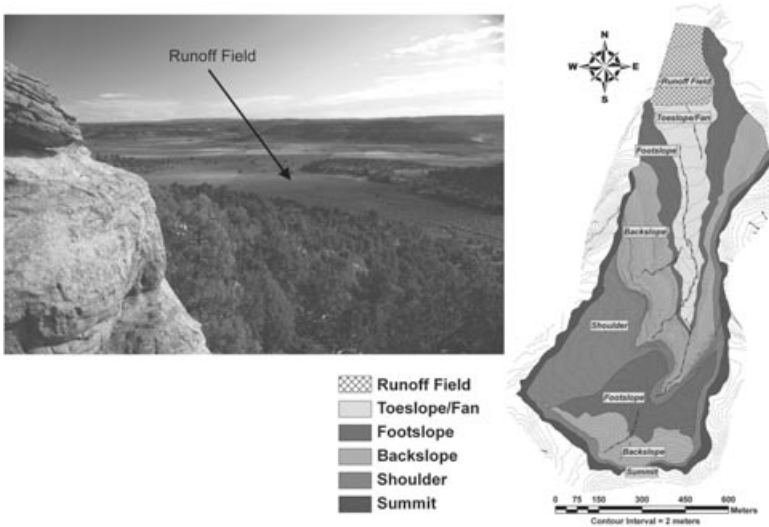 Runoff Field
N
W
E
S
Runoff Field
Toeslope/Fan
Footslope
Backslope
Shoulder
Footslope
Backslope
Summit
Runoff Field
Toeslope/Fan
Footslope
Backslope
Shoulder
Summit
0 75 150 300 450 600
Meters
Contour Interval = 2 meters